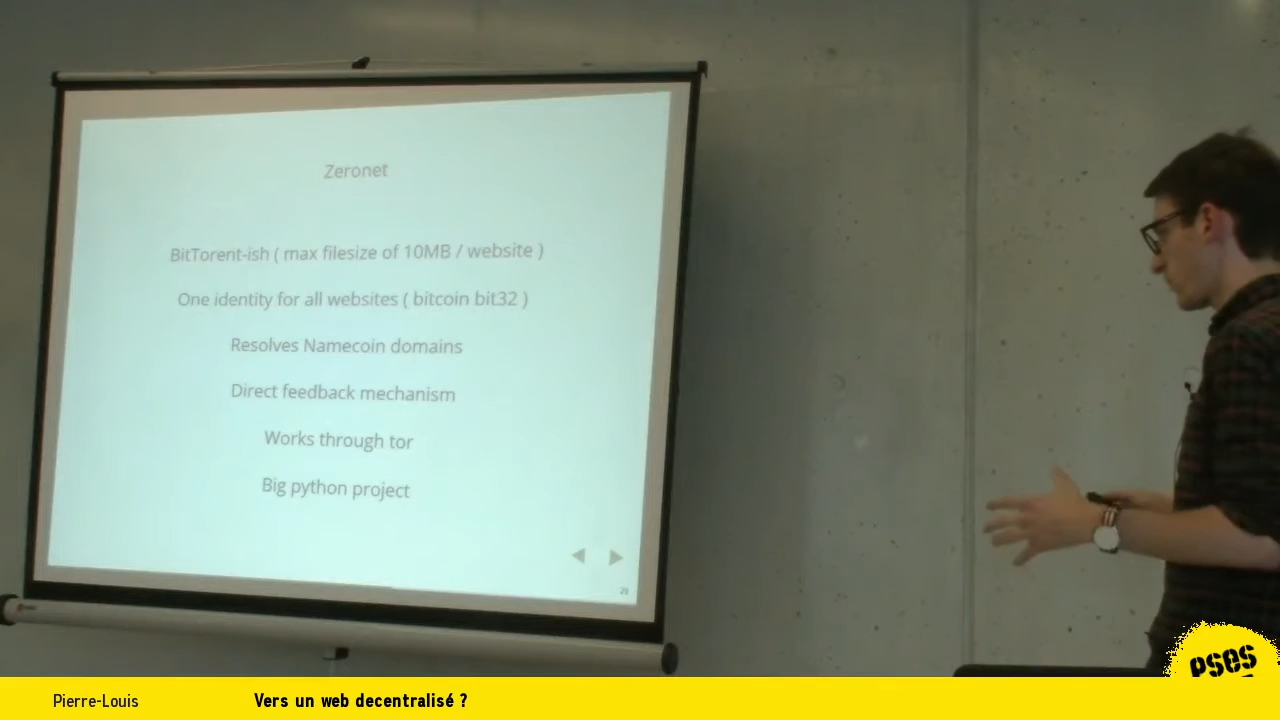 Zeronet
BitTorent-ish ( max filesize of 10MB / website )
One identity for all websites ( bitcoin bit32 )
Resolves Namecoin domains
Direct feedback mechanism
Works through tor
Big python project
PSES
Pierre-Louis
Vers un web decentralisé ?